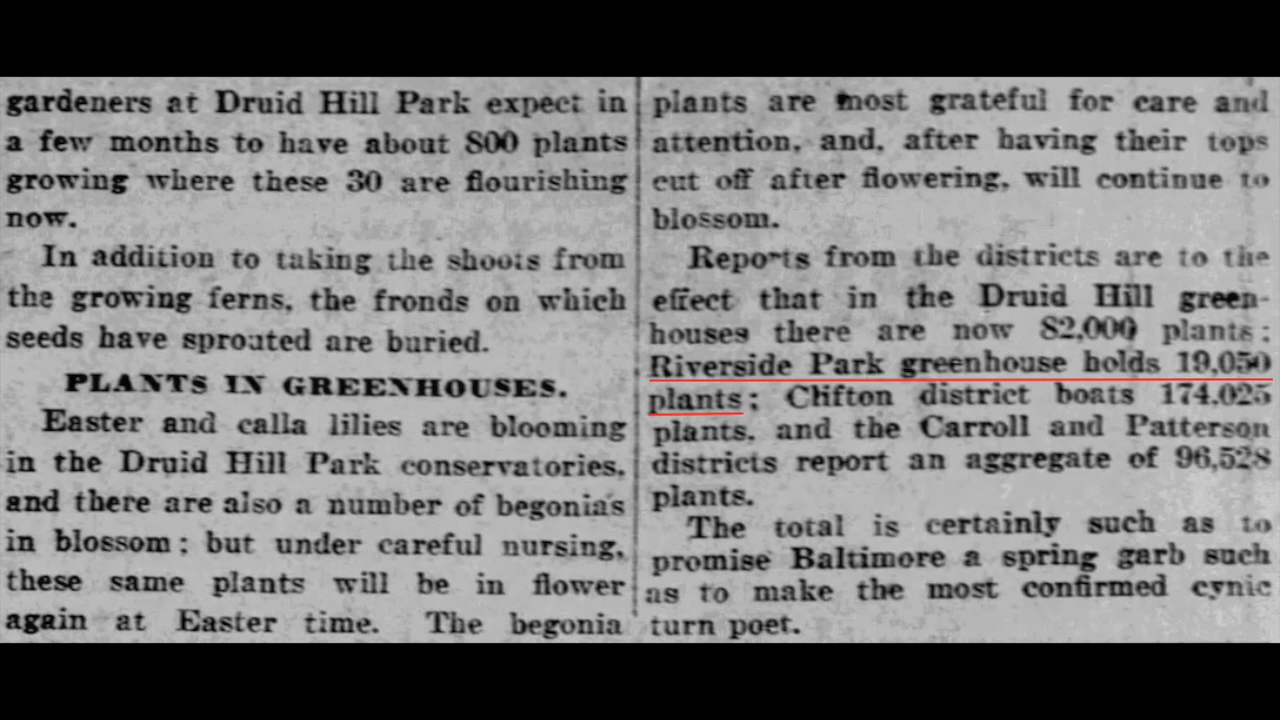 gardeners at Druid Hill Park expect in
a few months to have about 800 plants
growing where these 30 are flourishing
now.
In addition to taking the shoots from
the growing ferns, the fronds on which
seeds have sprouted are buried.
PLANTS IN GREENHOUSES.
Easter and calla lilies are blooming
in the Druid Hill Park conservatories,
and there are also a number of begonias
in blossom; but under careful nursing,
these same plants will be in flower
again at Easter time. The begonia
plants are most grateful for care and
attention, and, after having their tops
cut off after flowering, will continue to
blossom.
Reports from the districts are to the
effect that in the Druid Hill green-
houses there are now 82,000 plants;
Riverside Park greenhouse holds 19,050
plants; Clifton district boats 174,025
plants, and the Carroll and Patterson
districts report an aggregate of 96,528
plants.
The total is certainly such as to
promise Baltimore a spring garb such
as to make the most confirmed cynic
turn poet.